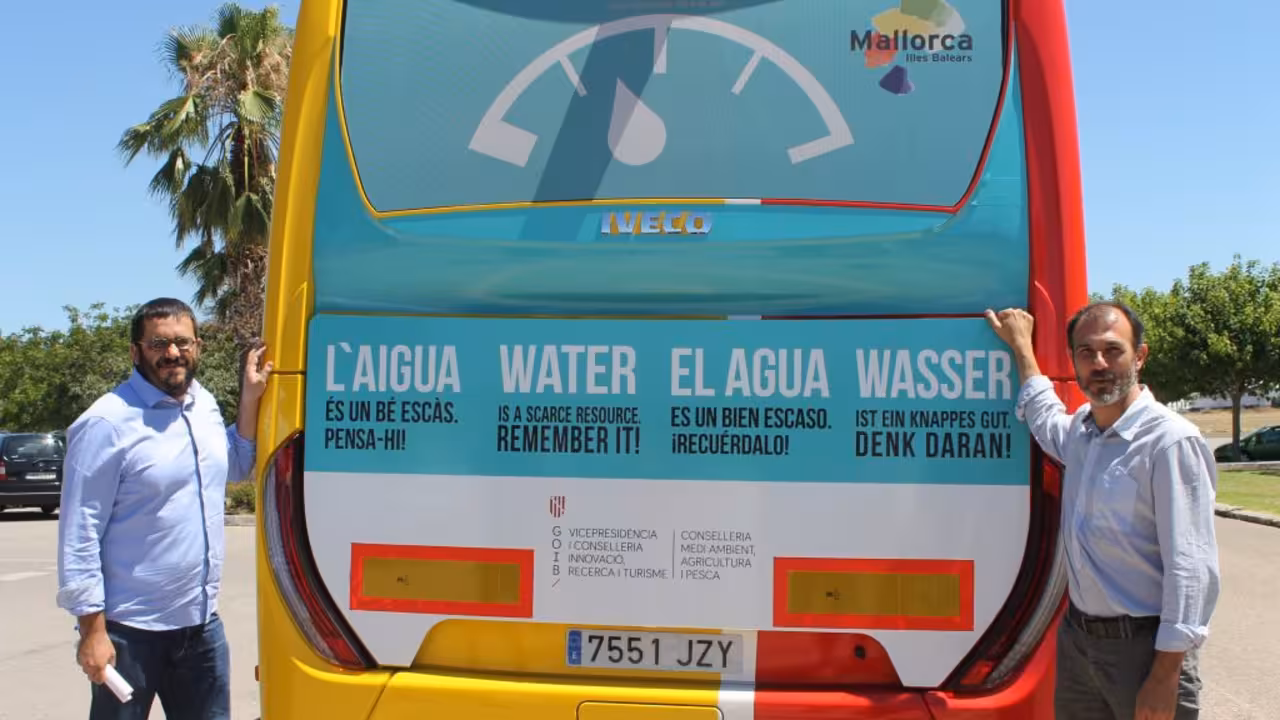 Mallorca
Illes Balears
IVECO
L`AIGUA
ÉS UN BÉ ESCÀS.
PENSA-HI!
WATER
IS A SCARCE RESOURCE.
REMEMBER IT!
EL AGUA
ES UN BIEN ESCASO.
¡RECUÉRDALO!
WASSER
IST EIN KNAPPES GUT.
DENK DARAN!
GOIB/
VICEPRESIDÈNCIA
I CONSELLERIA
INNOVACIÓ,
RECERCA I TURISME
CONSELLERIA
MEDI AMBIENT,
AGRICULTURA
I PESCA
E
7551 JZY